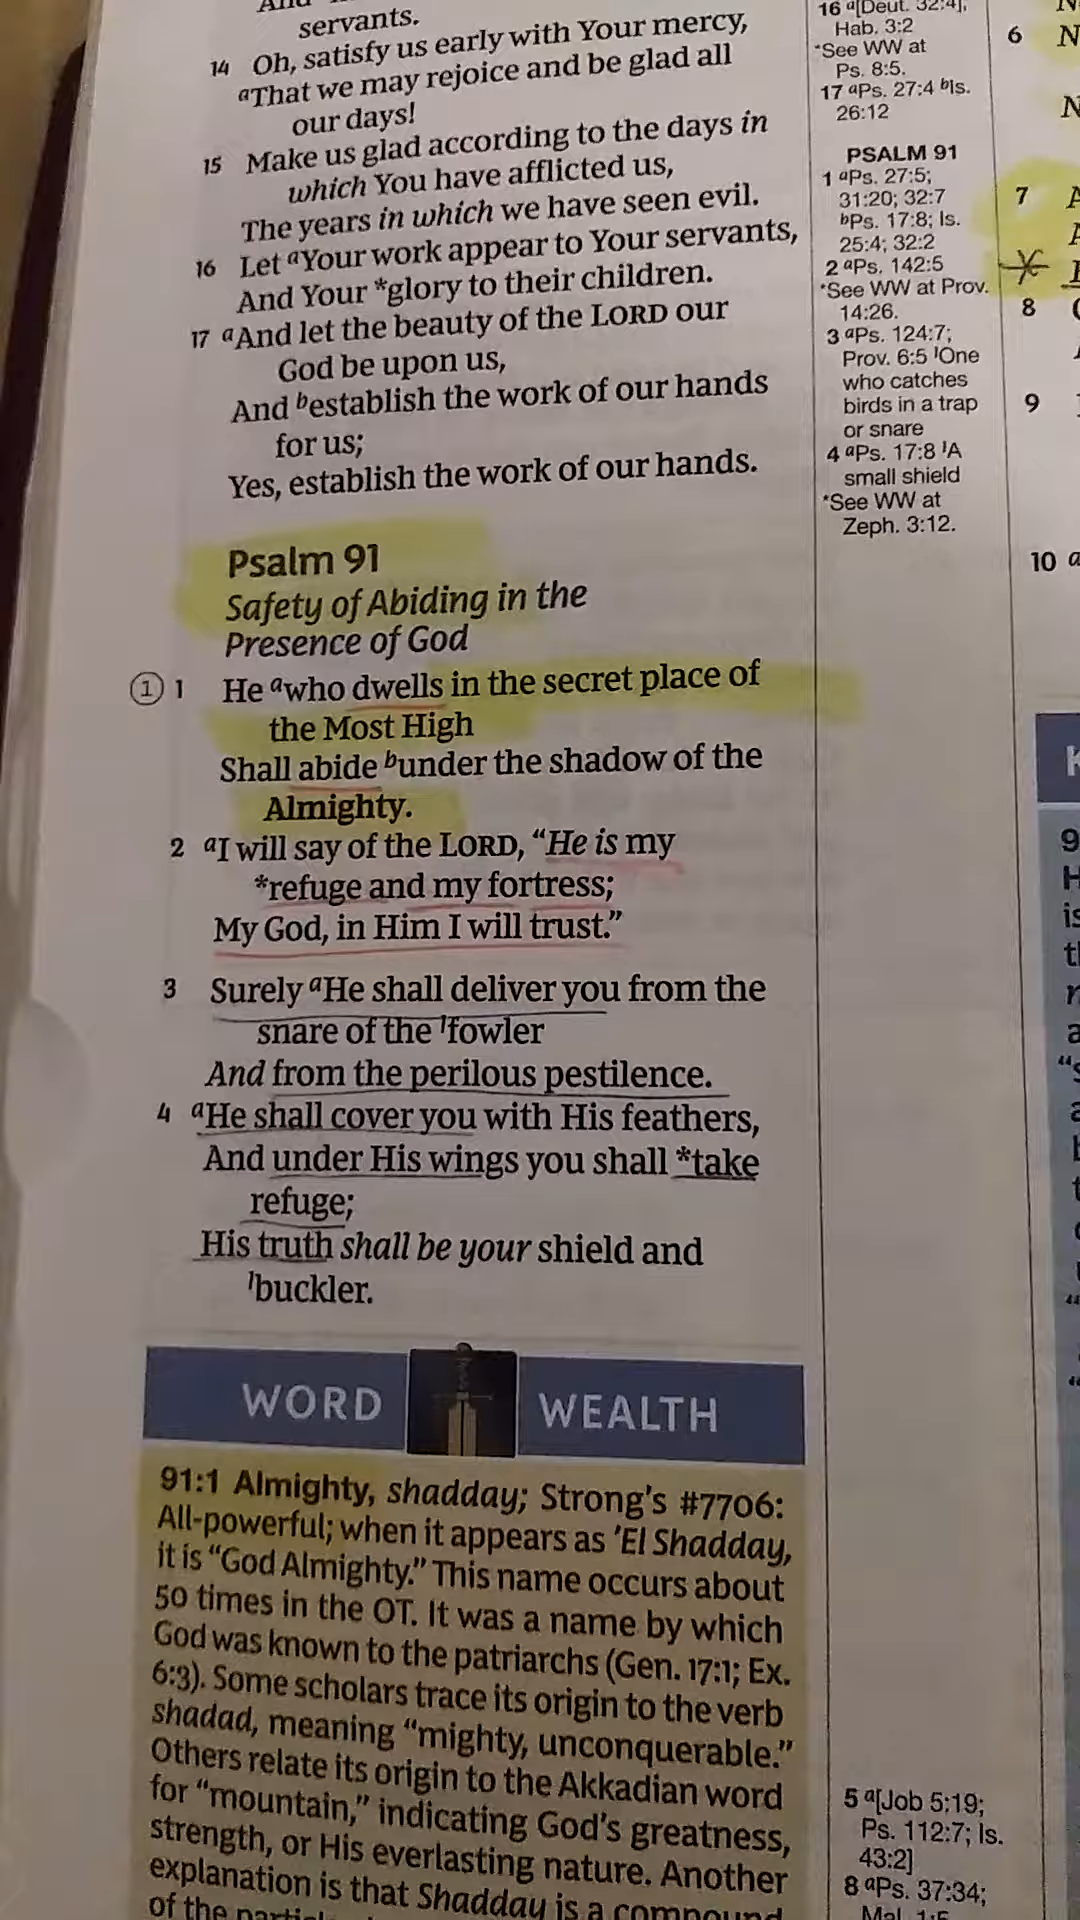 servants.
14 Oh, satisfy us early with Your mercy,
aThat we may rejoice and be glad all
our days!
15 Make us glad according to the days in
which You have afflicted us,
The years in which we have seen evil.
16 Let aYour work appear to Your servants,
And Your *glory to their children.
17 aAnd let the beauty of the LORD our
God be upon us,
And bestablish the work of our hands
for us;
Yes, establish the work of our hands.
Psalm 91
Safety of Abiding in the
Presence of God
1 1 He awho dwells in the secret place of
the Most High
Shall abide bunder the shadow of the
Almighty.
2 aI will say of the LORD, “He is my
*refuge and my fortress;
My God, in Him I will trust.”
3 Surely aHe shall deliver you from the
snare of the 1fowler
And from the perilous pestilence.
4 aHe shall cover you with His feathers,
And under His wings you shall *take
refuge;
His truth shall be your shield and
1buckler.
WORD WEALTH
91:1 Almighty, shadday; Strong’s #7706:
All-powerful; when it appears as ’El Shadday,
it is “God Almighty.” This name occurs about
50 times in the OT. It was a name by which
God was known to the patriarchs (Gen. 17:1; Ex.
6:3). Some scholars trace its origin to the verb
shadad, meaning “mighty, unconquerable.”
Others relate its origin to the Akkadian word
for “mountain,” indicating God’s greatness,
strength, or His everlasting nature. Another
explanation is that Shadday is a compound
of the
16 a[Deut. 32:4];
Hab. 3:2
*See WW at
Ps. 8:5.
17 aPs. 27:4 bIs.
26:12
PSALM 91
1 aPs. 27:5;
31:20; 32:7
bPs. 17:8; Is.
25:4; 32:2
2 aPs. 142:5
*See WW at Prov.
14:26.
3 aPs. 124:7;
Prov. 6:5 1One
who catches
birds in a trap
or snare
4 aPs. 17:8 1A
small shield
*See WW at
Zeph. 3:12.
5 a[Job 5:19;
Ps. 112:7; Is.
43:2]
8 aPs. 37:34;
Mal. 1:5
6 N
N
7 A
A
8
9
10 a
K
9
H
is